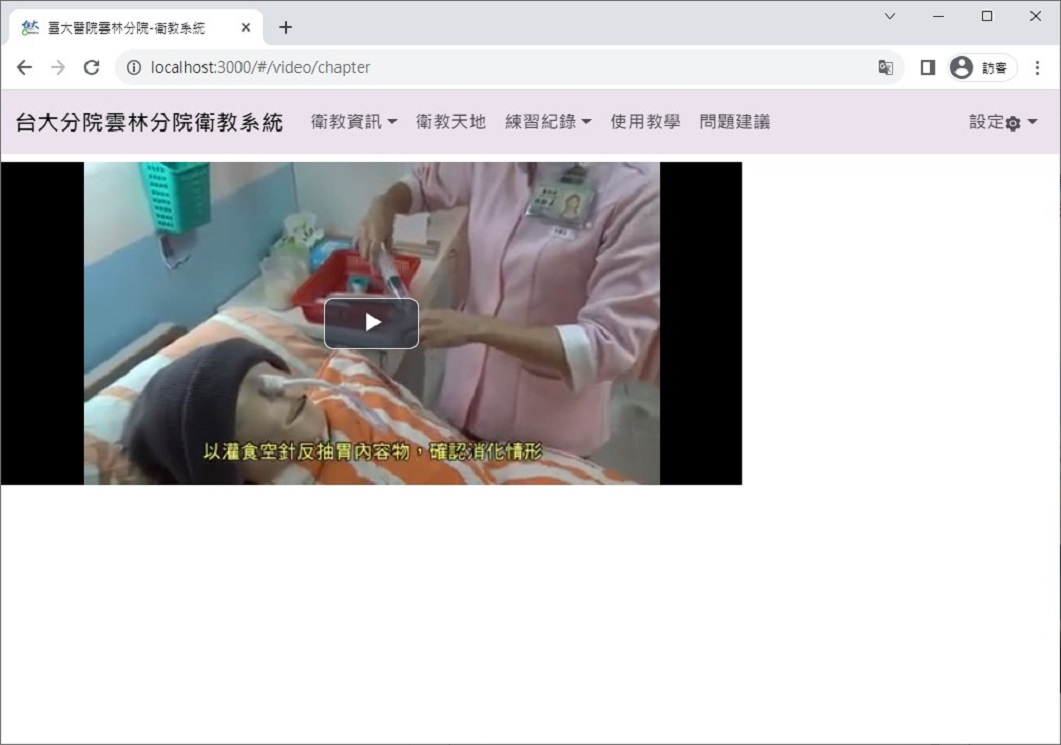 臺大醫院雲林分院-衛教系統
localhost:3000/#/video/chapter
訪客
台大分院雲林分院衛教系統 衛教資訊 衛教天地 練習紀錄 使用教學 問題建議 設定
以灌食空針反抽胃內容物，確認消化情形